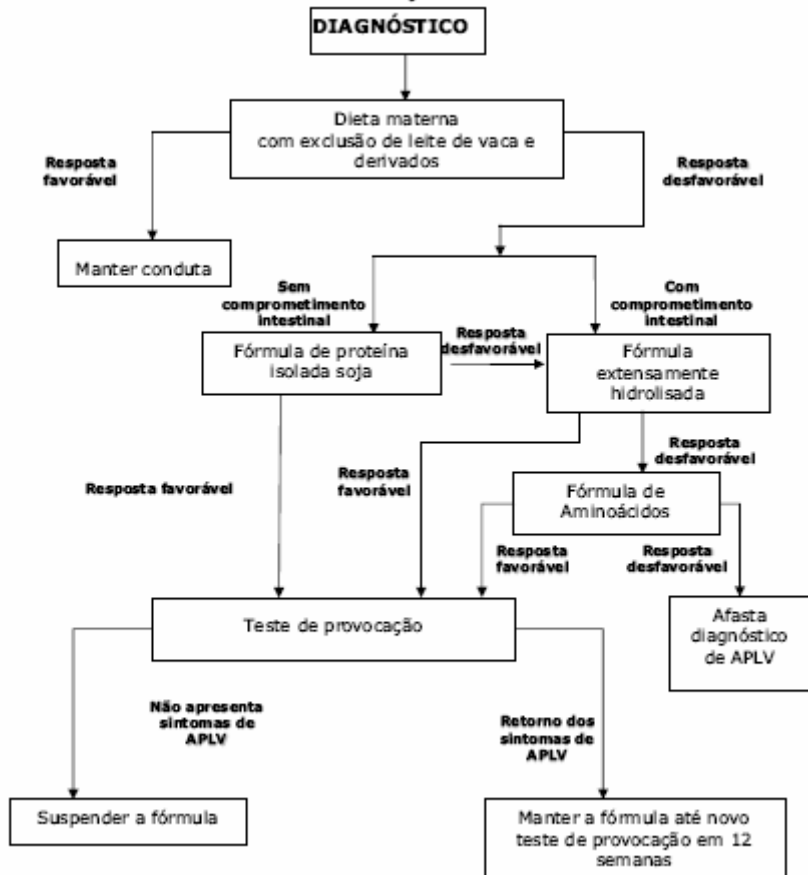 DIAGNÓSTICO
Dieta materna
com exclusão de leite de vaca e
derivados
Resposta
favorável
Resposta
desfavorável
Manter conduta
Sem
comprometimento
intestinal
Com
comprometimento
intestinal
Fórmula de proteína
isolada soja
Resposta
desfavorável
Fórmula
extensamente
hidrolisada
Resposta favorável
Resposta
favorável
Resposta
desfavorável
Fórmula de
Aminoácidos
Resposta
favorável
Resposta
desfavorável
Teste de provocação
Afasta
diagnóstico
de APLV
Não apresenta
sintomas de
APLV
Retorno dos
sintomas de
APLV
Suspender a fórmula
Manter a fórmula até novo
teste de provocação em 12
semanas